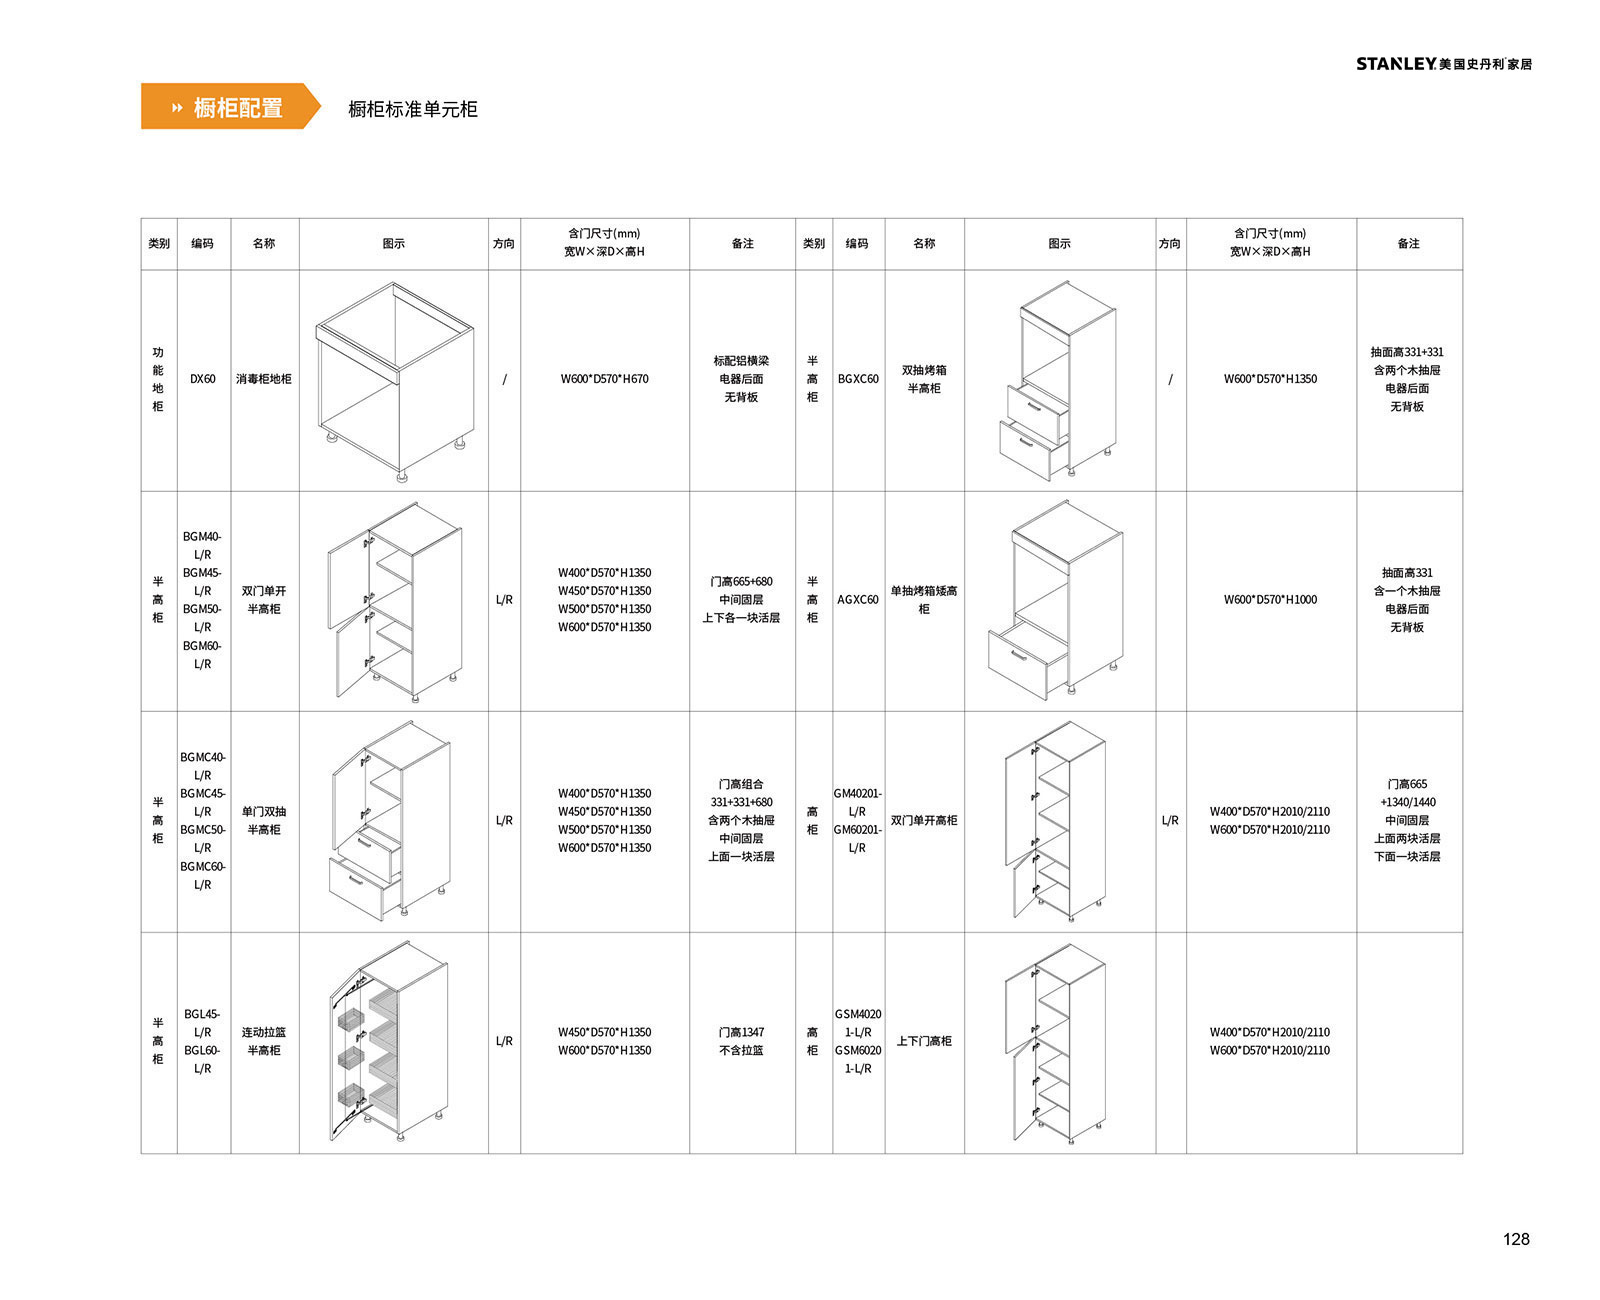 STANLEY.美国史丹利家居
橱柜配置
橱柜标准单元柜
类别 编码 名称 图示 方向 含门尺寸(mm) 备注 类别 编码 名称 图示 方向 含门尺寸(mm) 备注
宽W×深D×高H 宽W×深D×高H
功
能
地
柜
DX60
消毒柜地柜
/
W600*D570*H670
标配铝横梁
电器后面
无背板
半
高
柜
BGXC60
双抽烤箱
半高柜
/
W600*D570*H1350
抽面高331+331
含两个木抽屉
电器后面
无背板
半
高
柜
BGM40-
L/R
BGM45-
L/R
BGM50-
L/R
BGM60-
L/R
双门单开
半高柜
L/R
W400*D570*H1350
W450*D570*H1350
W500*D570*H1350
W600*D570*H1350
门高665+680
中间固层
上下各一块活层
半
高
柜
AGXC60
单抽烤箱矮高
柜
W600*D570*H1000
抽面高331
含一个木抽屉
电器后面
无背板
半
高
柜
BGMC40-
L/R
BGMC45-
L/R
BGMC50-
L/R
BGMC60-
L/R
单门双抽
半高柜
L/R
W400*D570*H1350
W450*D570*H1350
W500*D570*H1350
W600*D570*H1350
门高组合
331+331+680
含两个木抽屉
中间固层
上面一块活层
高
柜
GM40201-
L/R
GM60201-
L/R
双门单开高柜
L/R
W400*D570*H2010/2110
W600*D570*H2010/2110
门高665
+1340/1440
中间固层
上面两块活层
下面一块活层
半
高
柜
BGL45-
L/R
BGL60-
L/R
连动拉篮
半高柜
L/R
W450*D570*H1350
W600*D570*H1350
门高1347
不含拉篮
高
柜
GSM4020
1-L/R
GSM6020
1-L/R
上下门高柜
W400*D570*H2010/2110
W600*D570*H2010/2110
128